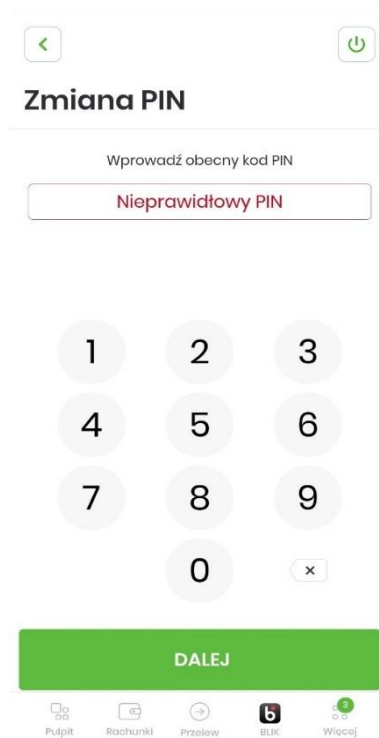 Zmiana PIN
Wprowadź obecny kod PIN
Nieprawidłowy PIN
1 2 3
4 5 6
7 8 9
0 x
DALEJ
3
Pulpit Rachunki Przelew BLIK Więcej